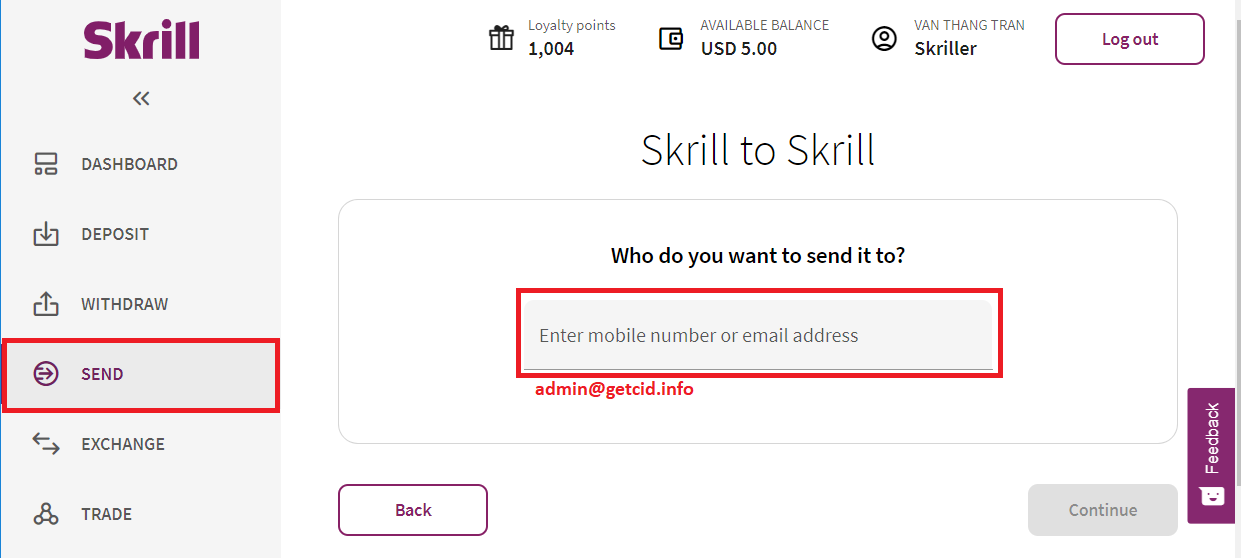 Skrill
Loyalty points
1,004
AVAILABLE BALANCE
USD 5.00
VAN THANG TRAN
Skriller
Log out
DASHBOARD
DEPOSIT
WITHDRAW
SEND
EXCHANGE
TRADE
Skrill to Skrill
Who do you want to send it to?
Enter mobile number or email address
admin@getcid.info
Back
Continue
Feedback